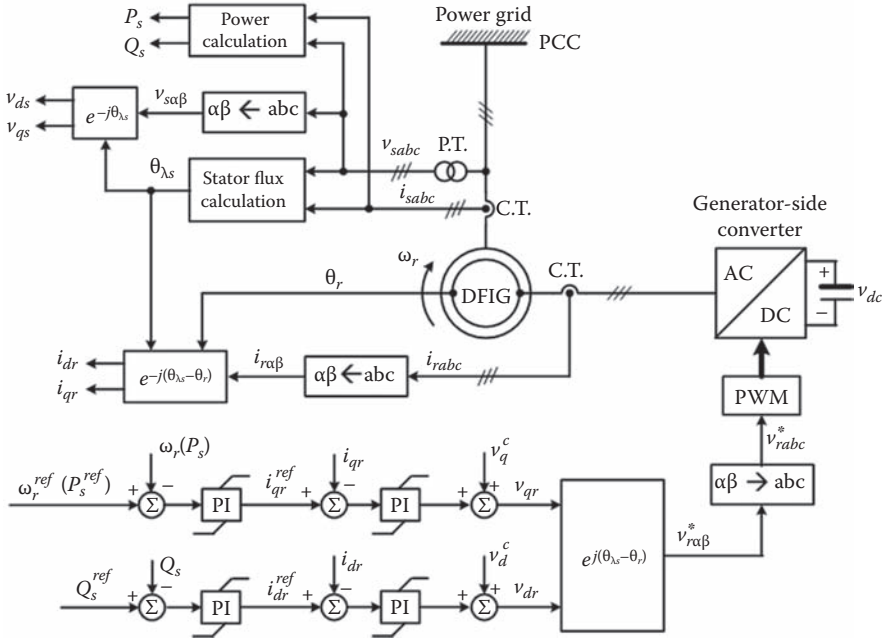 Power grid
PCC
P_s
Q_s
Power
calculation
v_ds
v_qs
e^{−jθ_λs}
v_sαβ
αβ ← abc
v_sabc
P.T.
θ_λs
Stator flux
calculation
i_sabc
C.T.
Generator-side
converter
ω_r
θ_r
DFIG
C.T.
AC
DC
+
−
v_dc
i_dr
i_qr
e^{−j(θ_λs−θ_r)}
i_rαβ
αβ ← abc
i_rabc
PWM
v*_rabc
αβ → abc
v*_rαβ
ω_r(P_s)
ω_r^ref (P_s^ref)
+
−
Σ
PI
i_qr^ref
i_qr
+
−
Σ
PI
v_q^c
+
+
Σ
v_qr
e^{j(θ_λs−θ_r)}
Q_s
Q_s^ref
+
−
Σ
PI
i_dr^ref
i_dr
+
−
Σ
PI
v_d^c
+
+
Σ
v_dr